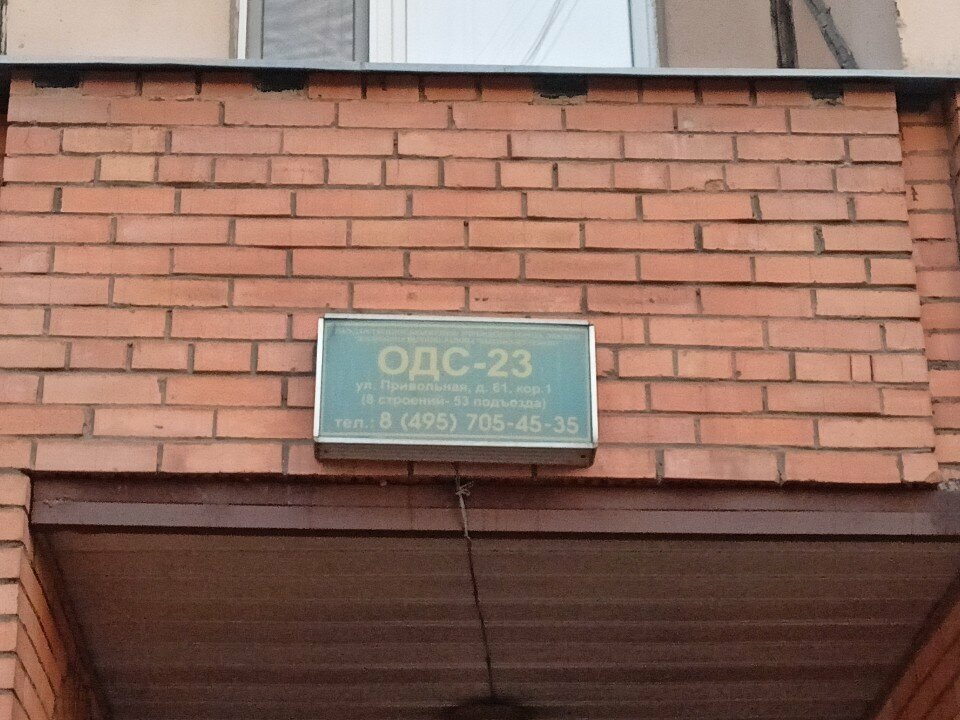 ОДС-23
ул. Привольная, д. 61, кор.1
(8 строений- 53 подъезда)
тел.: 8 (495) 705-45-35